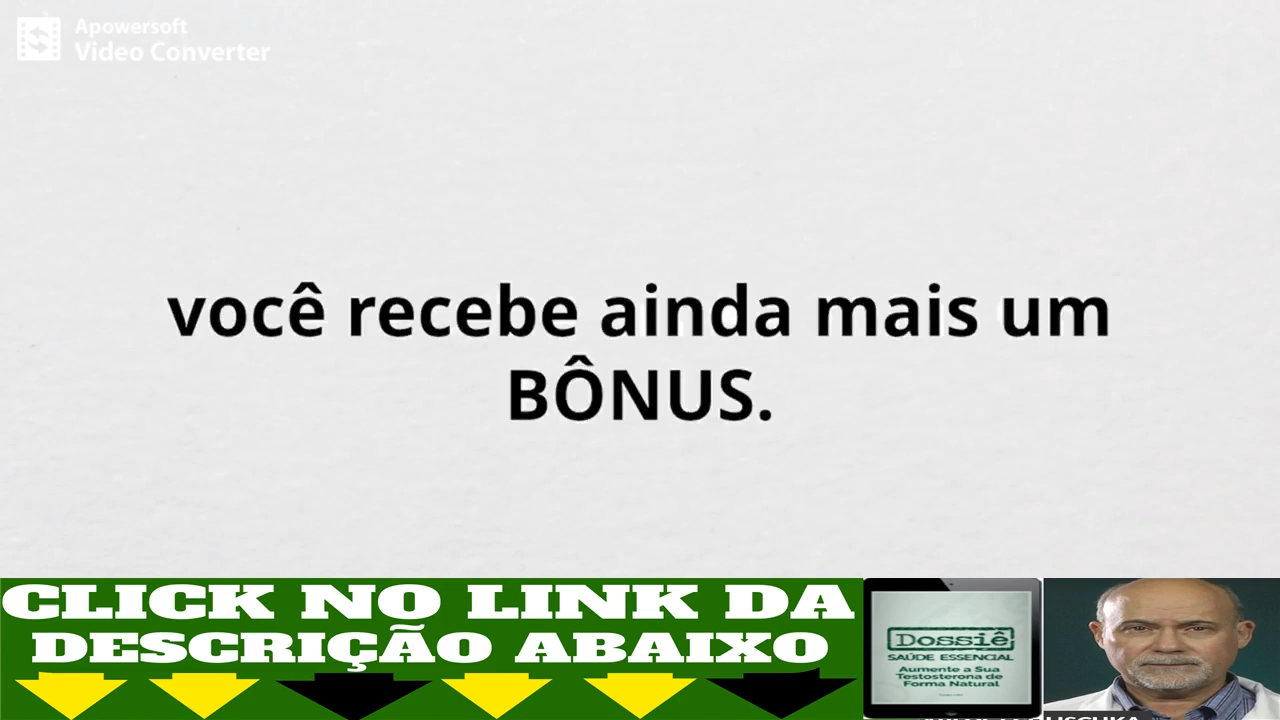 Apowersoft
Video Converter
você recebe ainda mais um
BÔNUS.
CLICK NO LINK DA
DESCRIÇÃO ABAIXO
Dossiê
SAÚDE ESSENCIAL
Aumente a Sua
Testosterona de
Forma Natural